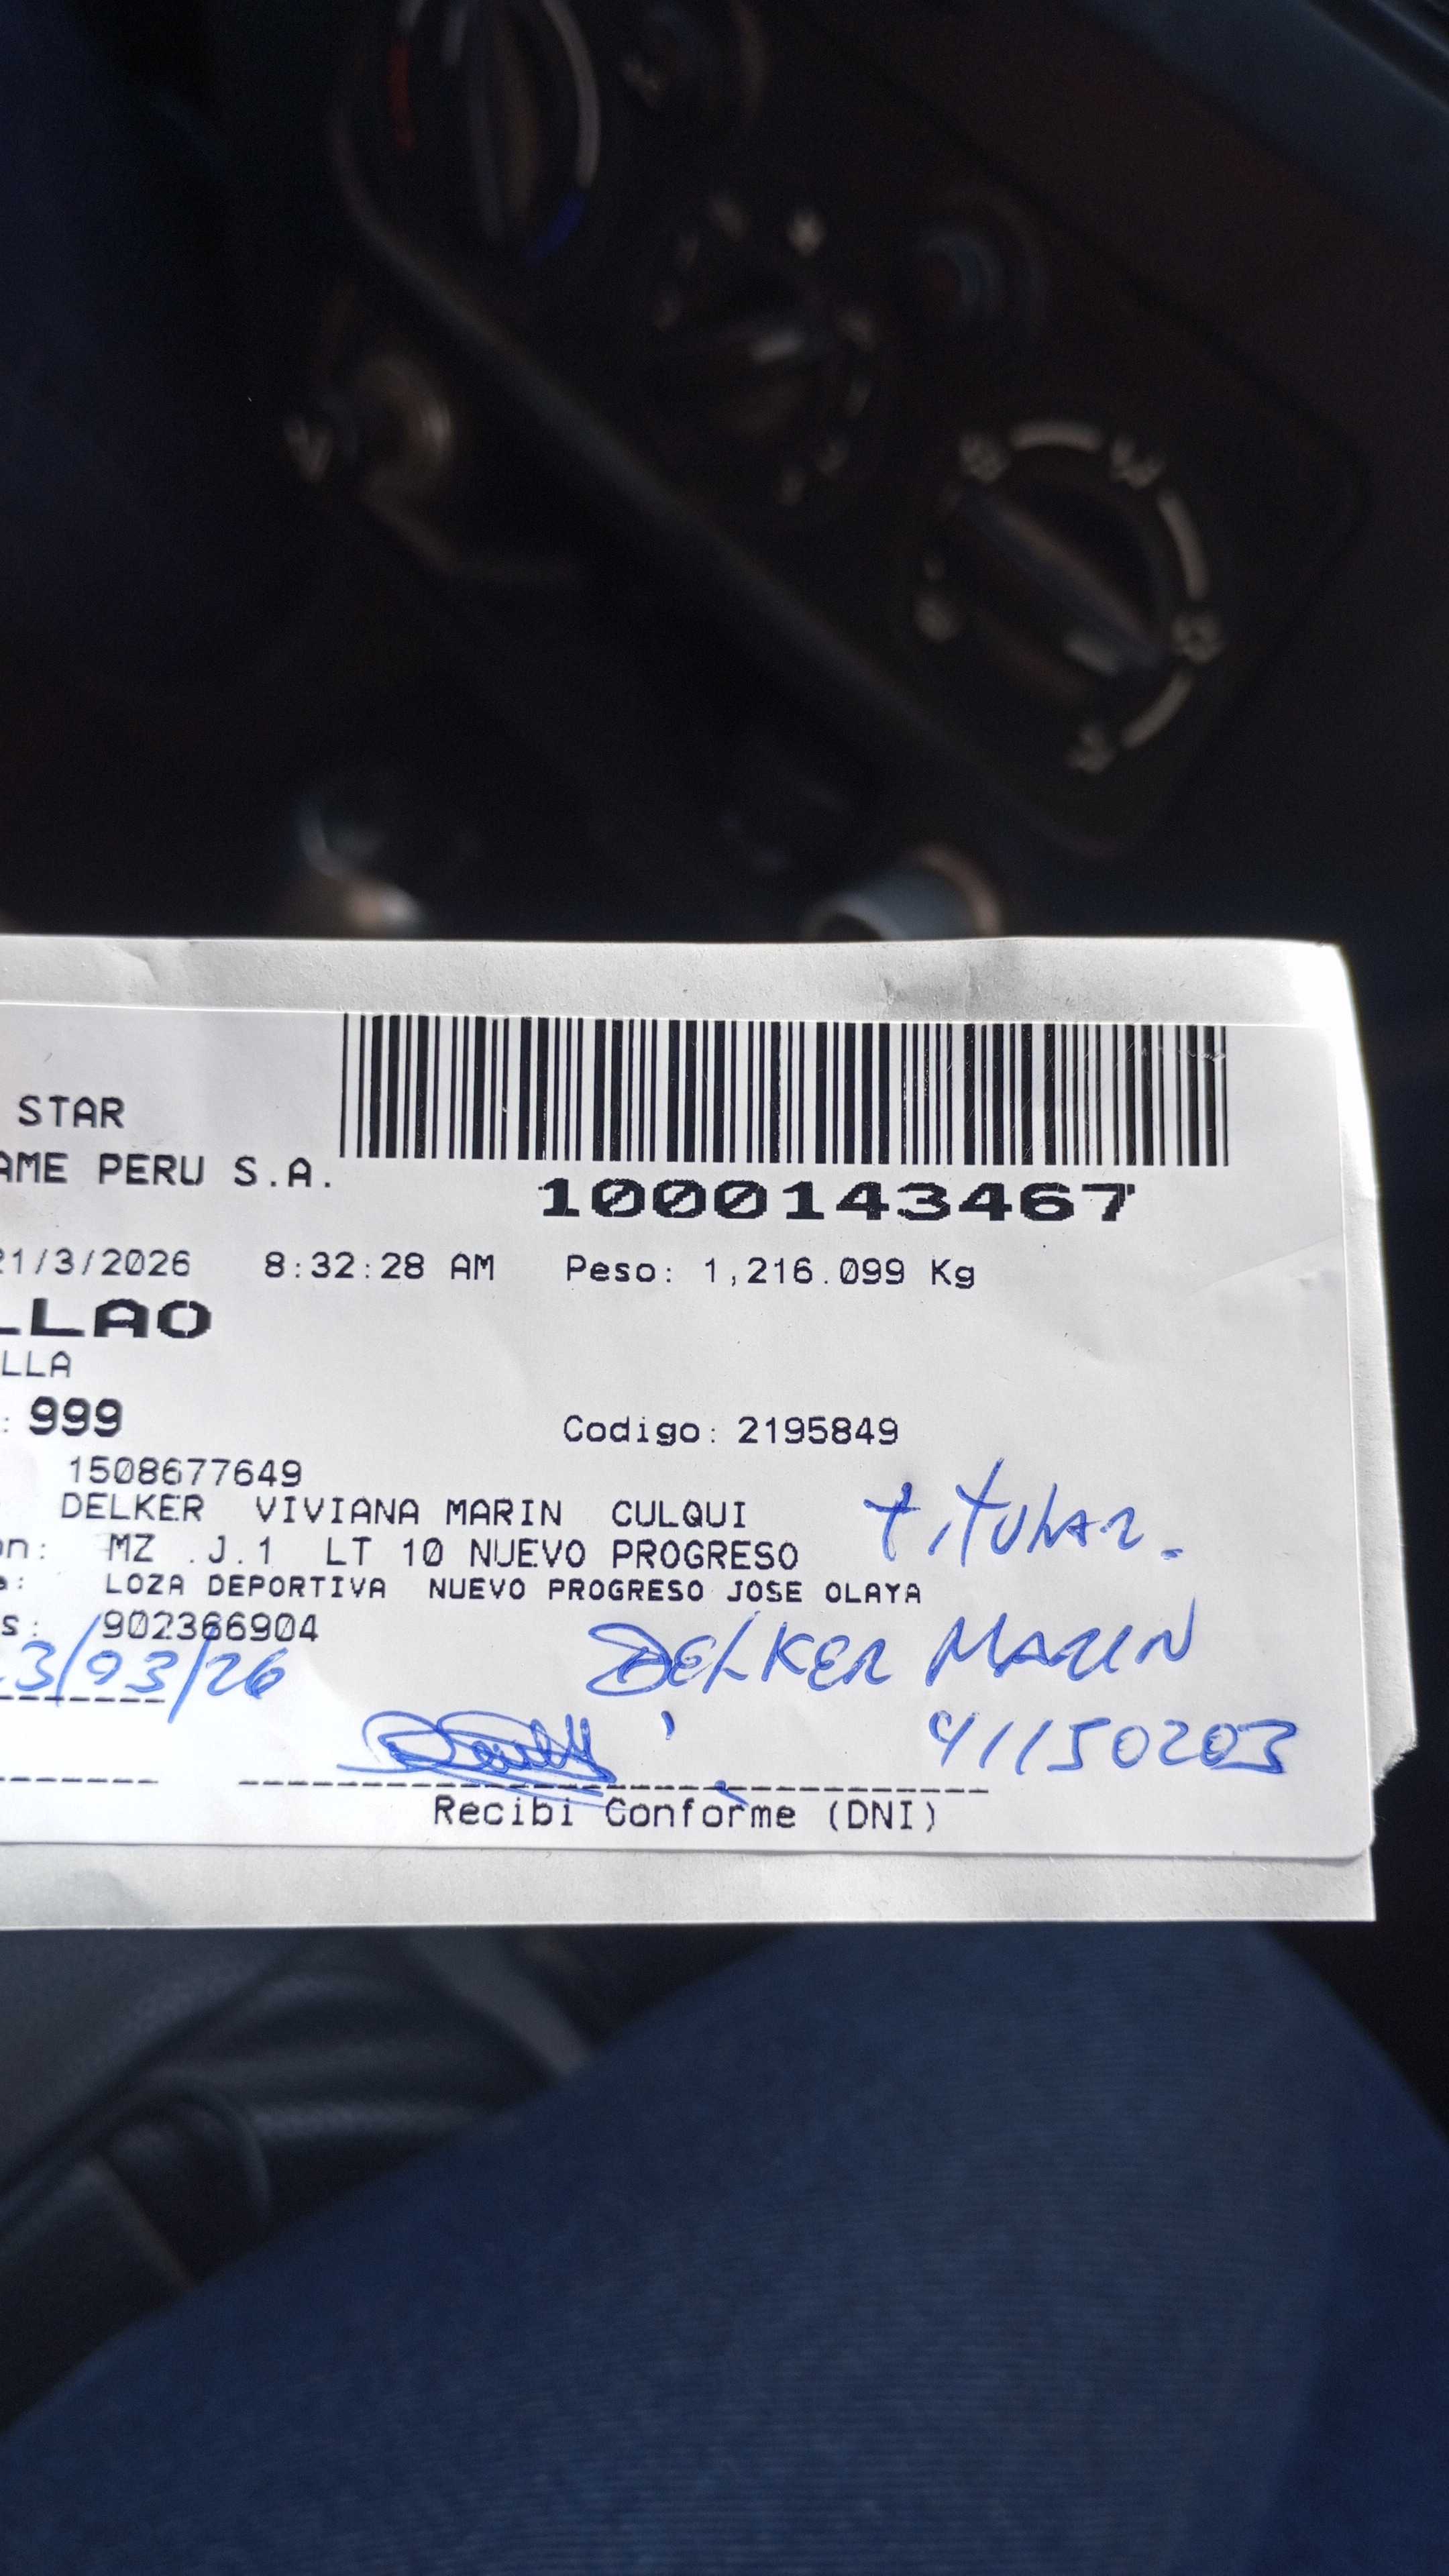 STAR
AME PERU S.A.
1000143467
21/3/2026 8:32:28 AM Peso: 1,216.099 Kg
LLAO
LLA
: 999 Codigo: 2195849
1508677649
DELKER VIVIANA MARIN CULQUI titular.
on: MZ .J.1 LT 10 NUEVO PROGRESO
a: LOZA DEPORTIVA NUEVO PROGRESO JOSE OLAYA
s: 902366904
3/03/26 DELKER MARIN
41150203
Recibi Conforme (DNI)